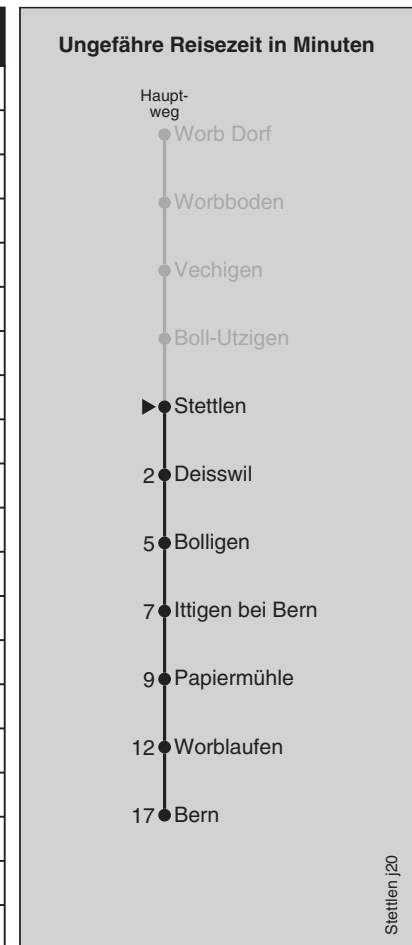 Ungefähre Reisezeit in Minuten
Haupt-
weg
Worb Dorf
Worbboden
Vechigen
Boll-Utzigen
Stettlen
2 Deisswil
5 Bolligen
7 Ittigen bei Bern
9 Papiermühle
12 Worblaufen
17 Bern
Stettlen j20